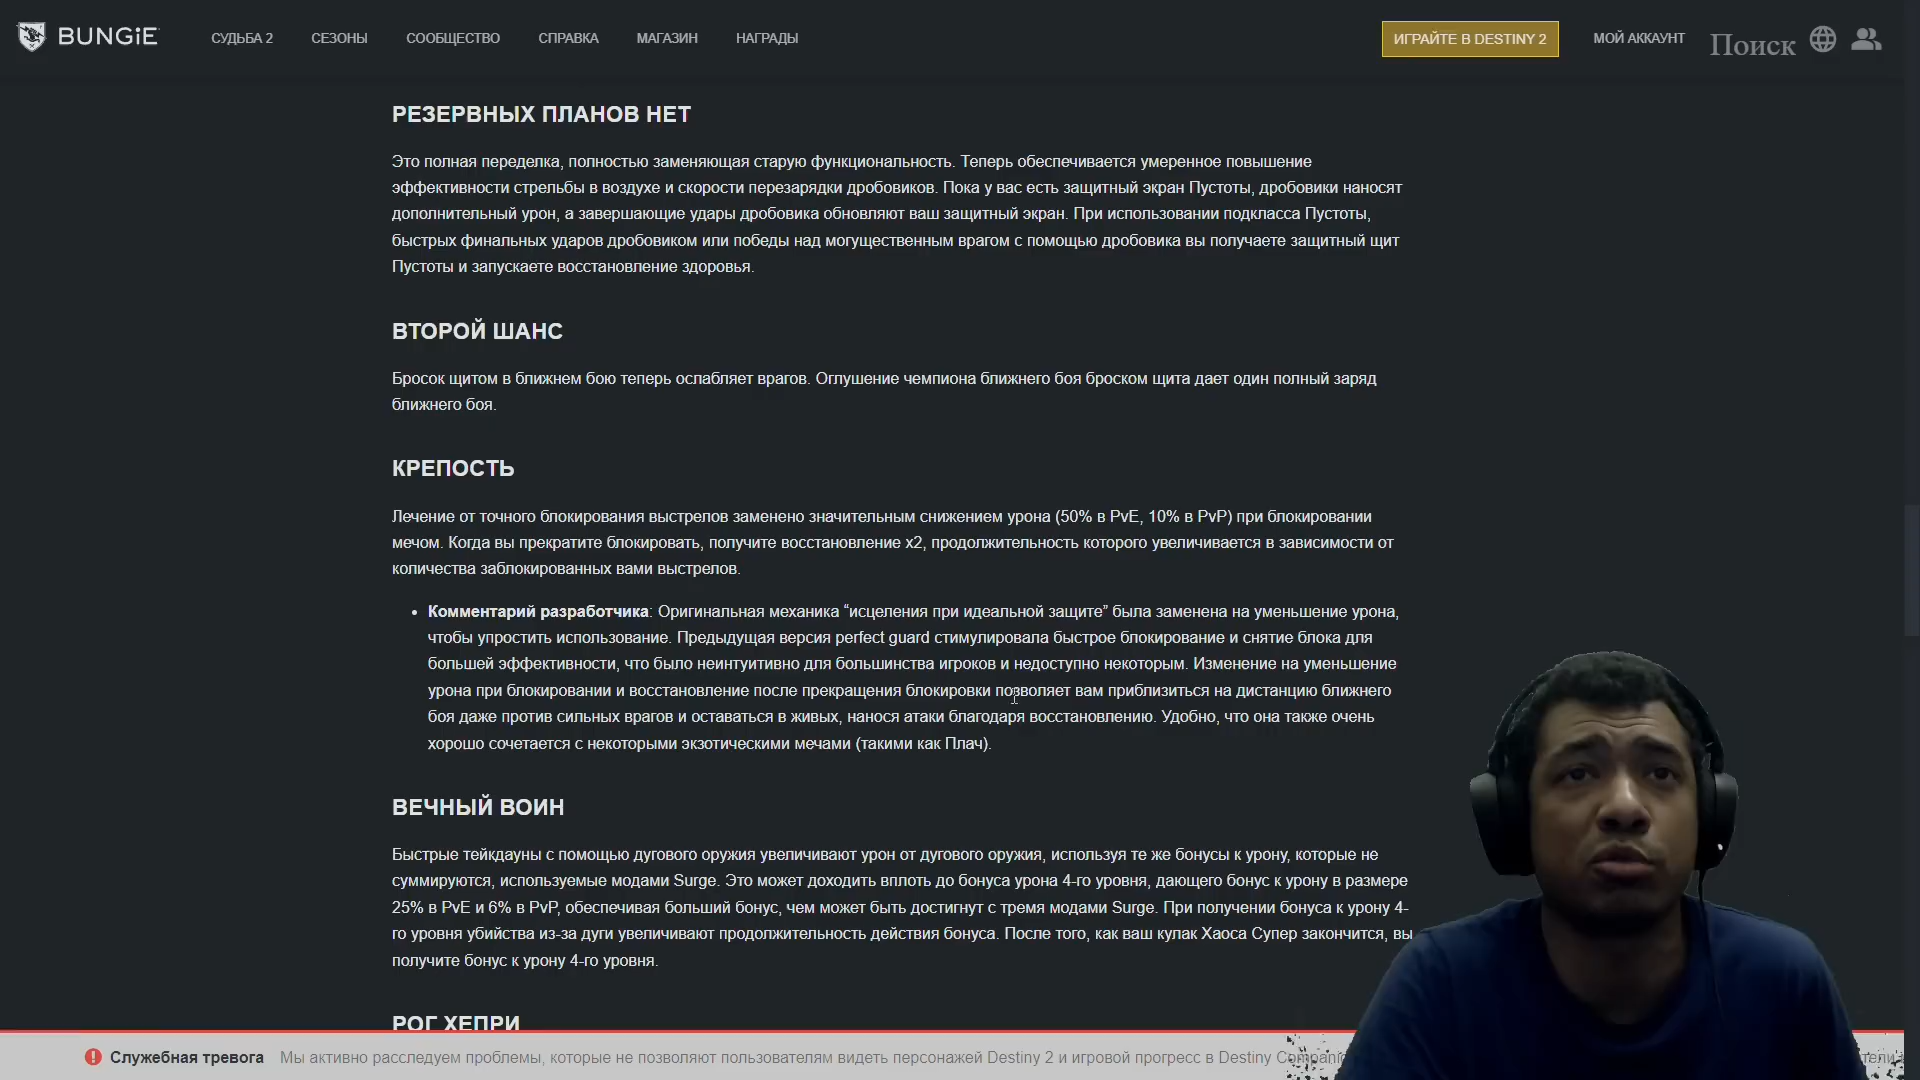 BUNGiE
СУДЬБА 2
СЕЗОНЫ
СООБЩЕСТВО
СПРАВКА
МАГАЗИН
НАГРАДЫ
ИГРАЙТЕ В DESTINY 2
МОЙ АККАУНТ
Поиск
РЕЗЕРВНЫХ ПЛАНОВ НЕТ
Это полная переделка, полностью заменяющая старую функциональность. Теперь обеспечивается умеренное повышение
эффективности стрельбы в воздухе и скорости перезарядки дробовиков. Пока у вас есть защитный экран Пустоты, дробовики наносят
дополнительный урон, а завершающие удары дробовика обновляют ваш защитный экран. При использовании подкласса Пустоты,
быстрых финальных ударов дробовиком или победы над могущественным врагом с помощью дробовика вы получаете защитный щит
Пустоты и запускаете восстановление здоровья.
ВТОРОЙ ШАНС
Бросок щитом в ближнем бою теперь ослабляет врагов. Оглушение чемпиона ближнего боя броском щита дает один полный заряд
ближнего боя.
КРЕПОСТЬ
Лечение от точного блокирования выстрелов заменено значительным снижением урона (50% в PvE, 10% в PvP) при блокировании
мечом. Когда вы прекратите блокировать, получите восстановление x2, продолжительность которого увеличивается в зависимости от
количества заблокированных вами выстрелов.
• Комментарий разработчика: Оригинальная механика “исцеления при идеальной защите” была заменена на уменьшение урона,
чтобы упростить использование. Предыдущая версия perfect guard стимулировала быстрое блокирование и снятие блока для
большей эффективности, что было неинтуитивно для большинства игроков и недоступно некоторым. Изменение на уменьшение
урона при блокировании и восстановление после прекращения блокировки позволяет вам приблизиться на дистанцию ближнего
боя даже против сильных врагов и оставаться в живых, нанося атаки благодаря восстановлению. Удобно, что она также очень
хорошо сочетается с некоторыми экзотическими мечами (такими как Плач).
ВЕЧНЫЙ ВОИН
Быстрые тейкдауны с помощью дугового оружия увеличивают урон от дугового оружия, используя те же бонусы к урону, которые не
суммируются, используемые модами Surge. Это может доходить вплоть до бонуса урона 4-го уровня, дающего бонус к урону в размере
25% в PvE и 6% в PvP, обеспечивая больший бонус, чем может быть достигнут с тремя модами Surge. При получении бонуса к урону 4-
го уровня убийства из-за дуги увеличивают продолжительность действия бонуса. После того, как ваш кулак Хаоса Супер закончится, вы
получите бонус к урону 4-го уровня.
РОГ ХЕПРИ
Служебная тревога Мы активно расследуем проблемы, которые не позволяют пользователям видеть персонажей Destiny 2 и игровой прогресс в Destiny